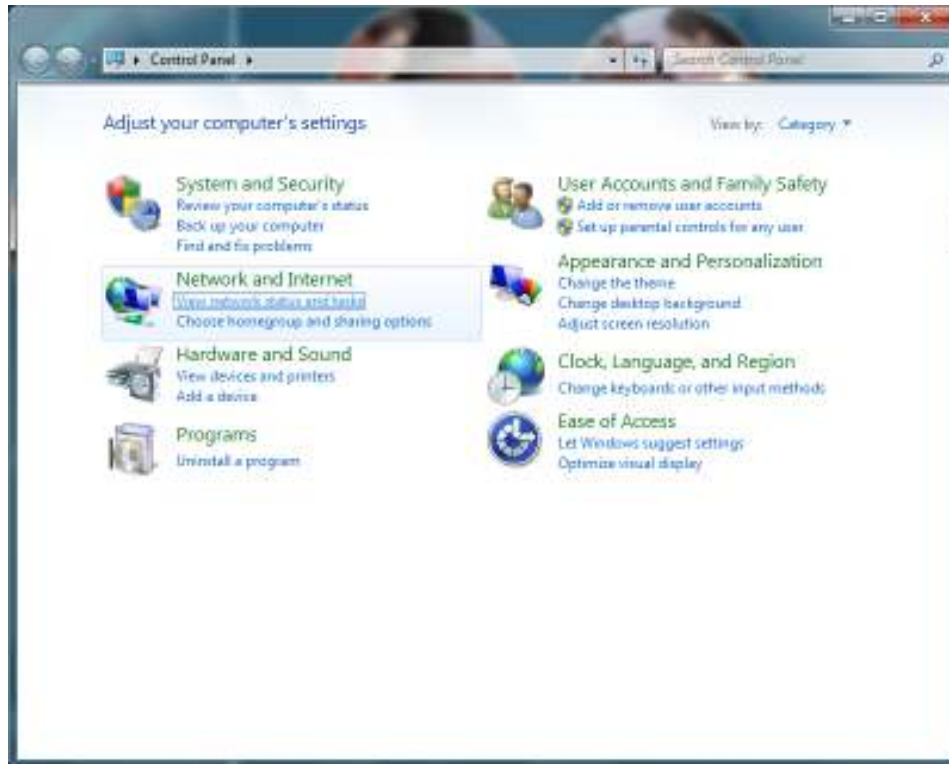 Control Panel
Search Control Panel
Adjust your computer's settings
View by: Category
System and Security
Review your computer's status
Back up your computer
Find and fix problems
Network and Internet
View network status and tasks
Choose homegroup and sharing options
Hardware and Sound
View devices and printers
Add a device
Programs
Uninstall a program
User Accounts and Family Safety
Add or remove user accounts
Set up parental controls for any user
Appearance and Personalization
Change the theme
Change desktop background
Adjust screen resolution
Clock, Language, and Region
Change keyboards or other input methods
Ease of Access
Let Windows suggest settings
Optimize visual display